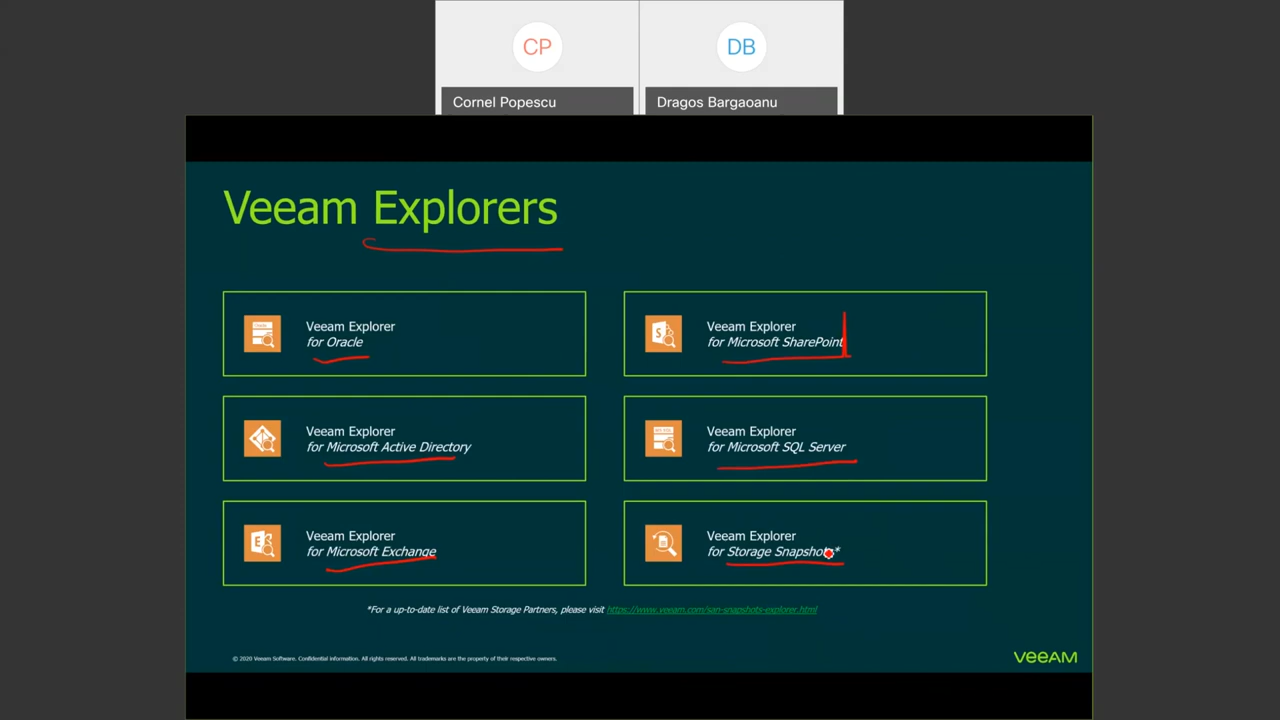 CP
DB
Cornel Popescu
Dragos Bargaoanu
Veeam Explorers
Veeam Explorer
for Oracle
Veeam Explorer
for Microsoft SharePoint
Veeam Explorer
for Microsoft Active Directory
Veeam Explorer
for Microsoft SQL Server
Veeam Explorer
for Microsoft Exchange
Veeam Explorer
for Storage Snapshots*
*For a up-to-date list of Veeam Storage Partners, please visit https://www.veeam.com/san-snapshots-explorer.html
© 2020 Veeam Software. Confidential information. All rights reserved. All trademarks are the property of their respective owners.
veeAM